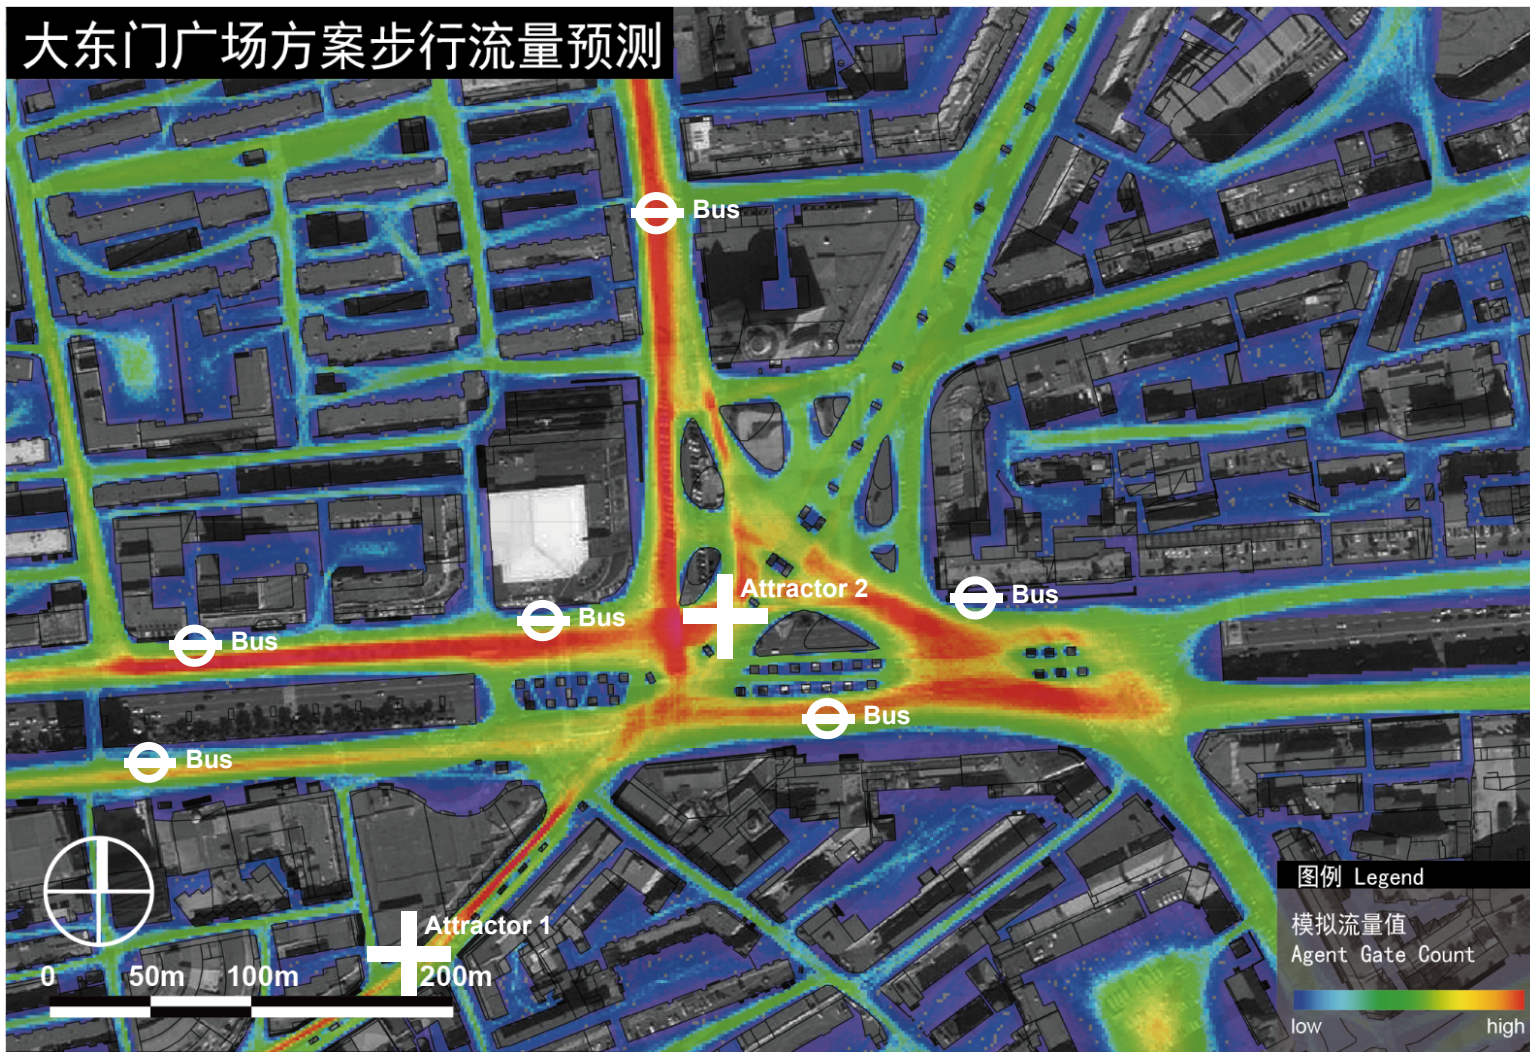 大东门广场方案步行流量预测
Bus
Attractor 2
Bus
Bus
Bus
Bus
Bus
Attractor 1
0 50m 100m 200m
图例 Legend
模拟流量值
Agent Gate Count
low high